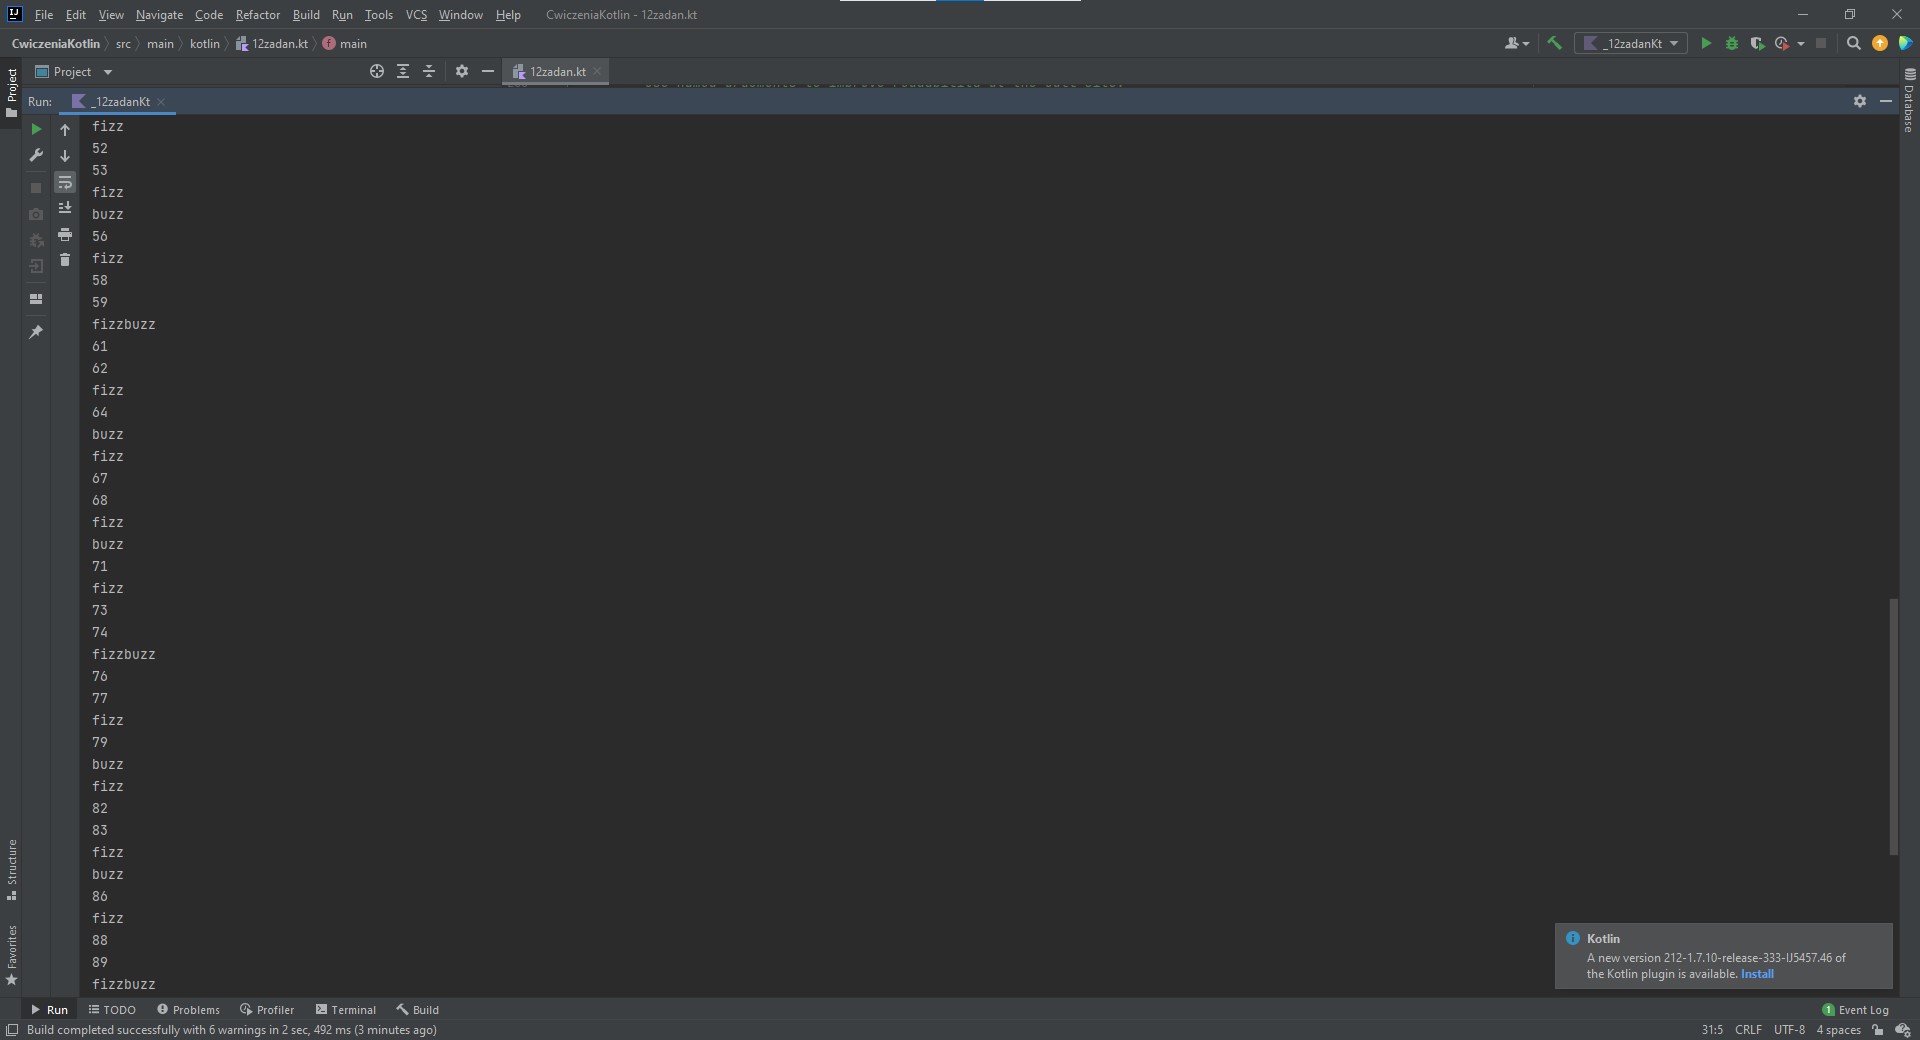 File Edit View Navigate Code Refactor Build Run Tools VCS Window Help CwiczeniaKotlin - 12zadan.kt
CwiczeniaKotlin src main kotlin 12zadan.kt main _12zadanKt
Project 12zadan.kt
Run: _12zadanKt
fizz
52
53
fizz
buzz
56
fizz
58
59
fizzbuzz
61
62
fizz
64
buzz
fizz
67
68
fizz
buzz
71
fizz
73
74
fizzbuzz
76
77
fizz
79
buzz
fizz
82
83
fizz
buzz
86
fizz
88
89
fizzbuzz
Project
Structure
Favorites
Database
Kotlin
A new version 212-1.7.10-release-333-IJ5457.46 of
the Kotlin plugin is available. Install
Run TODO Problems Profiler Terminal Build 1 Event Log
Build completed successfully with 6 warnings in 2 sec, 492 ms (3 minutes ago) 31:5 CRLF UTF-8 4 spaces